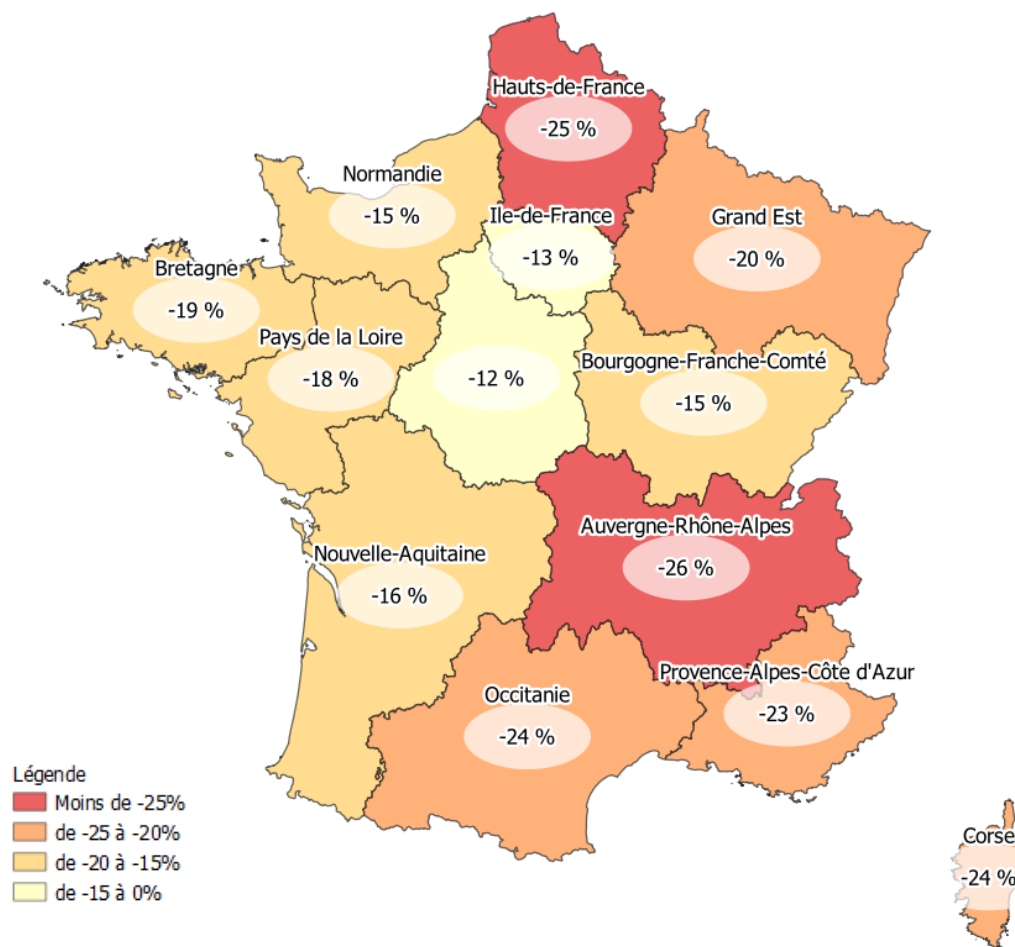 Hauts-de-France
-25 %
Normandie
-15 %
Ile-de-France
-13 %
Grand Est
-20 %
Bretagne
-19 %
Pays de la Loire
-18 %
-12 %
Bourgogne-Franche-Comté
-15 %
Auvergne-Rhône-Alpes
-26 %
Nouvelle-Aquitaine
-16 %
Provence-Alpes-Côte d'Azur
-23 %
Occitanie
-24 %
Légende
Moins de -25%
de -25 à -20%
de -20 à -15%
de -15 à 0%
Corse
-24 %